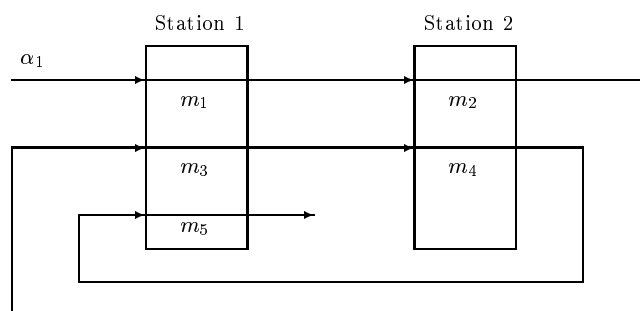 Station 1
Station 2
α₁
m₁
m₂
m₃
m₄
m₅